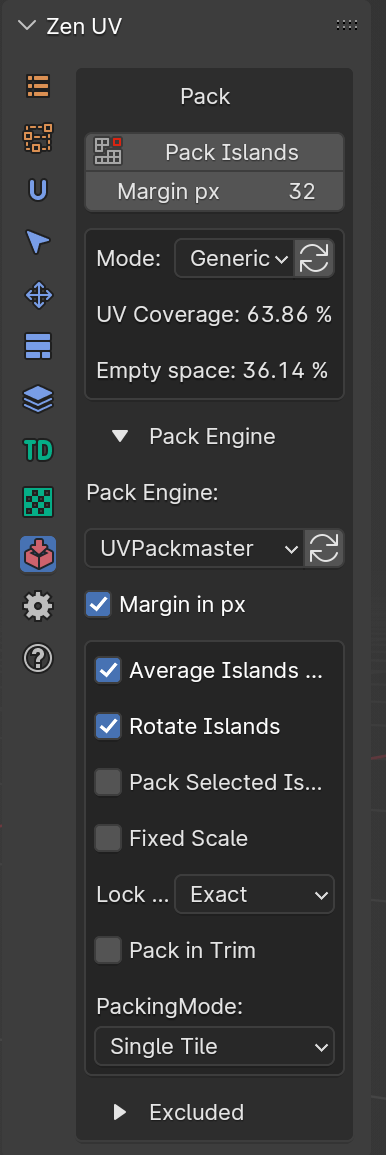 Zen UV
Pack
Pack Islands
Margin px 32
Mode: Generic
UV Coverage: 63.86 %
Empty space: 36.14 %
Pack Engine
Pack Engine:
UVPackmaster
Margin in px
Average Islands ...
Rotate Islands
Pack Selected Is...
Fixed Scale
Lock ... Exact
Pack in Trim
PackingMode:
Single Tile
Excluded
U
TD
?